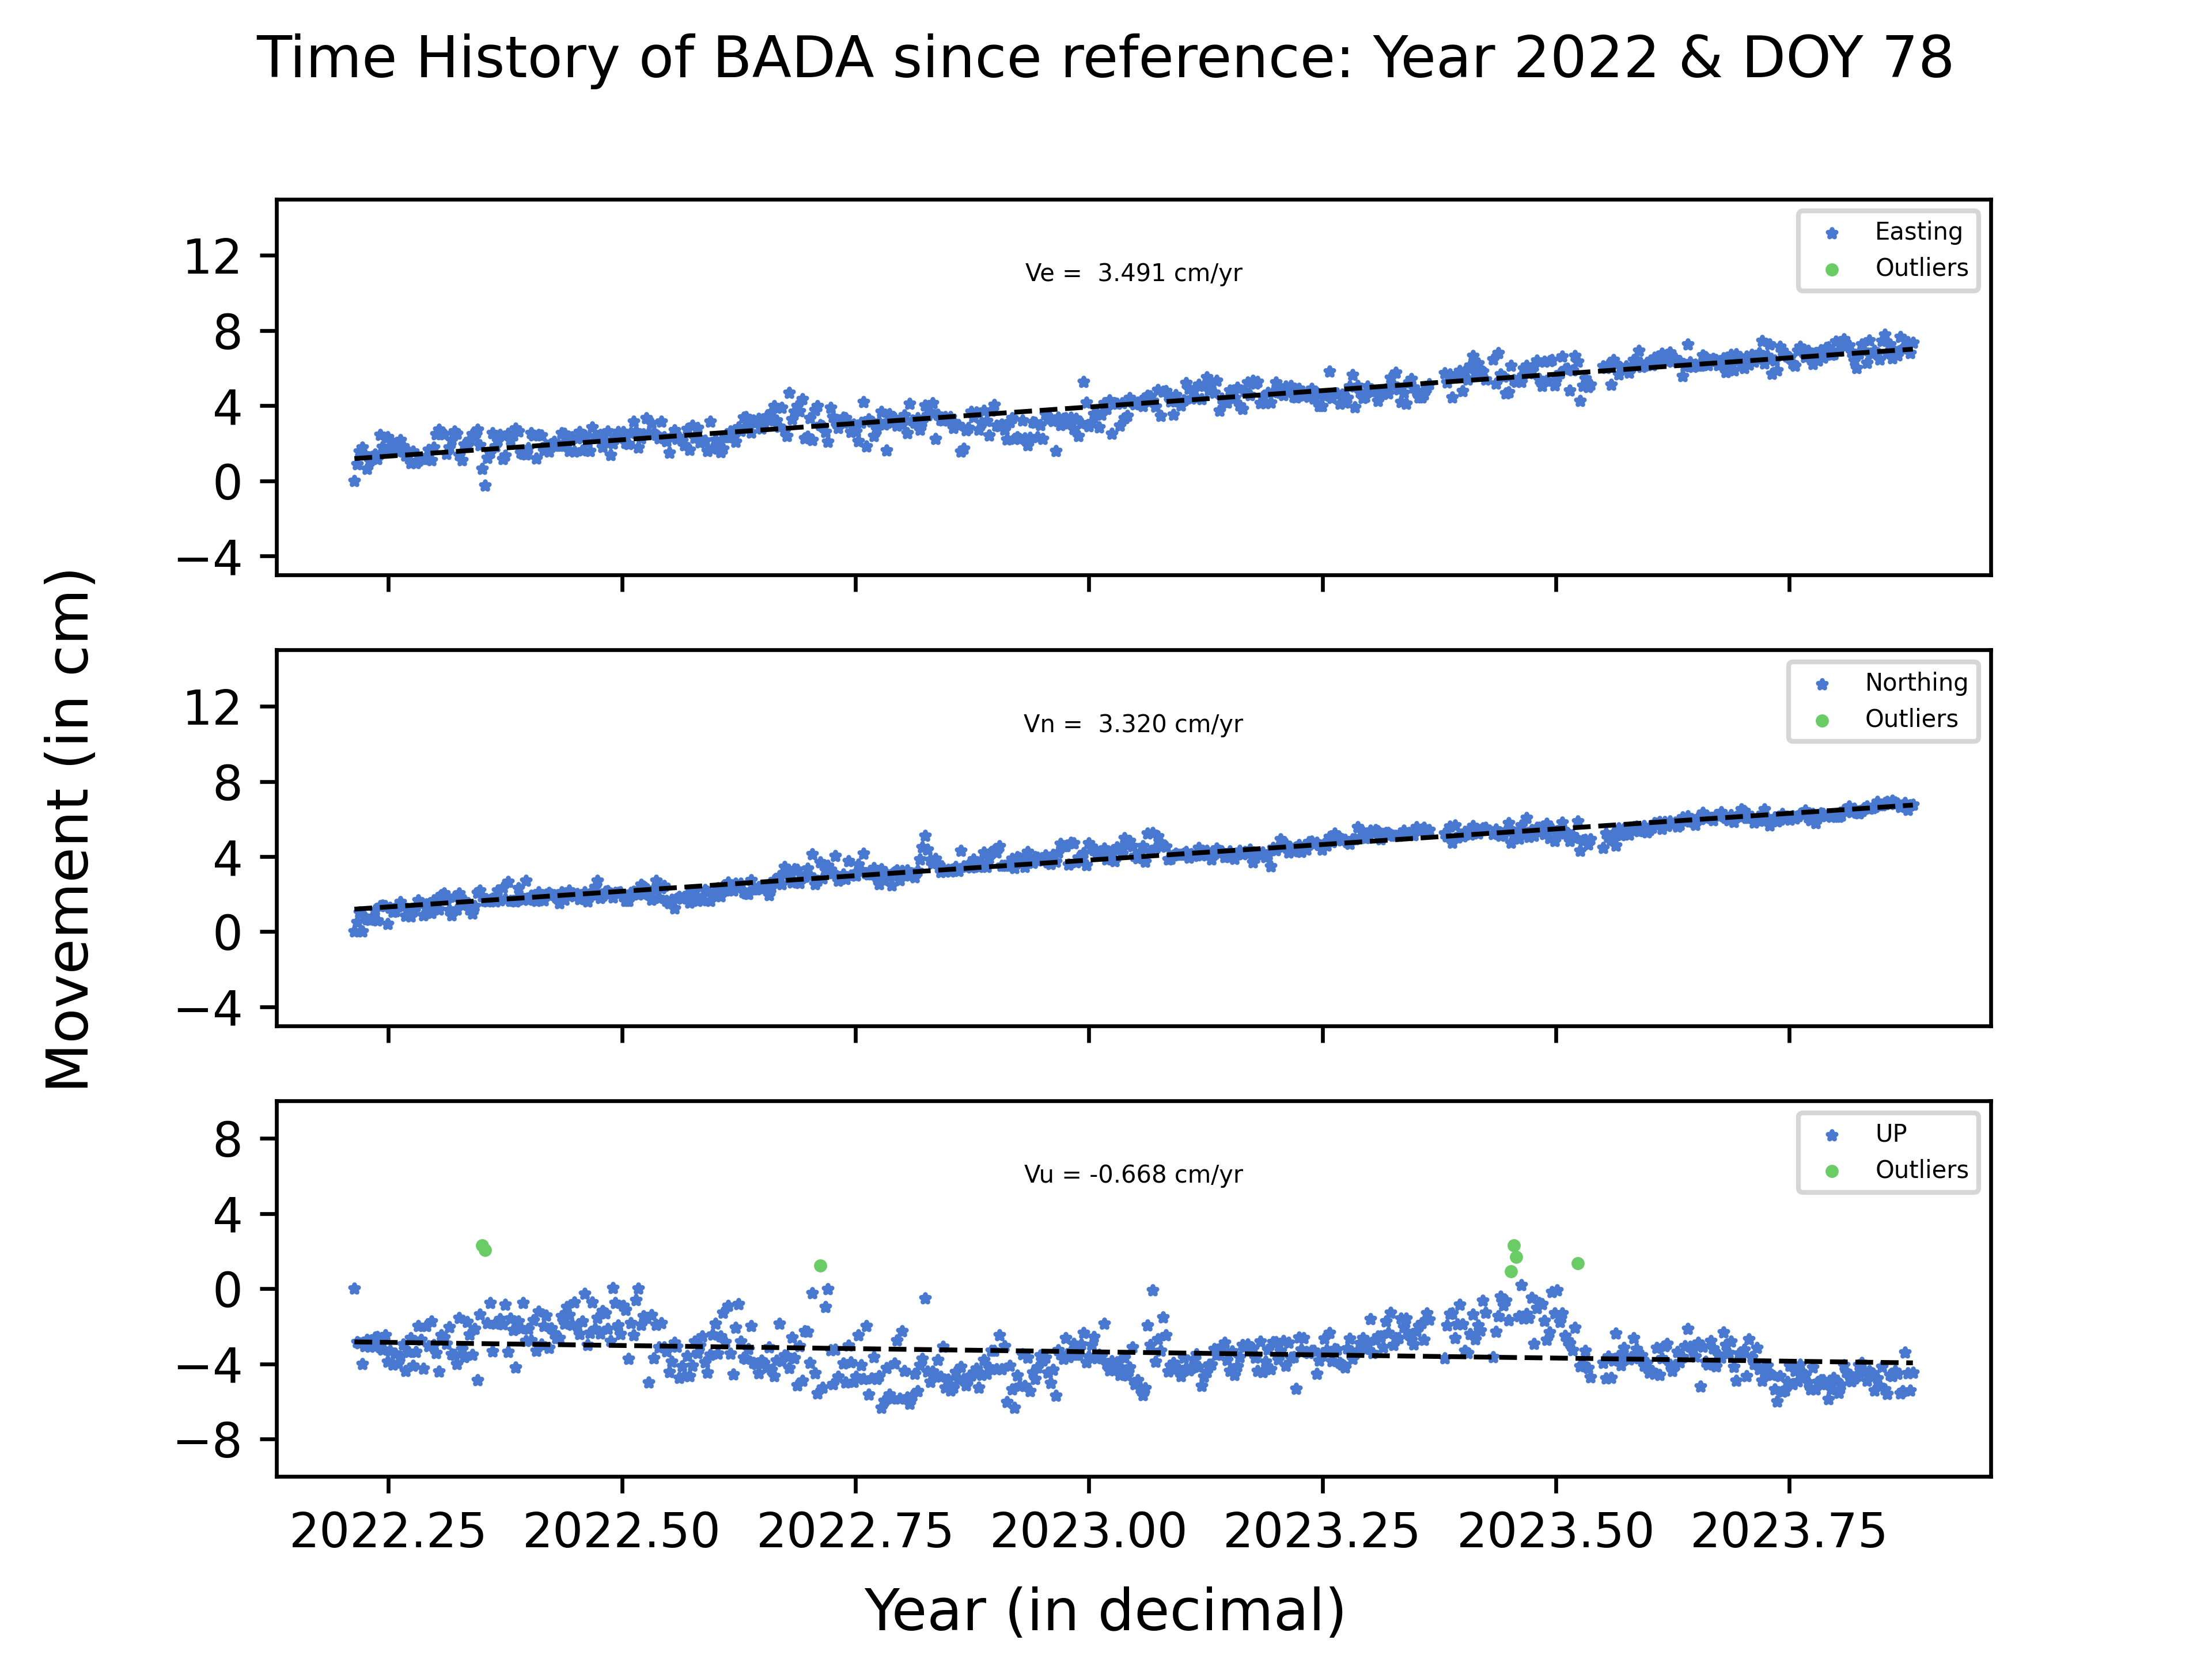 Time History of BADA since reference: Year 2022 & DOY 78
Movement (in cm)
12
8
4
0
−4
Ve =  3.491 cm/yr
Easting
Outliers
12
8
4
0
−4
Vn =  3.320 cm/yr
Northing
Outliers
8
4
0
−4
−8
Vu = -0.668 cm/yr
UP
Outliers
2022.25 2022.50 2022.75 2023.00 2023.25 2023.50 2023.75
Year (in decimal)